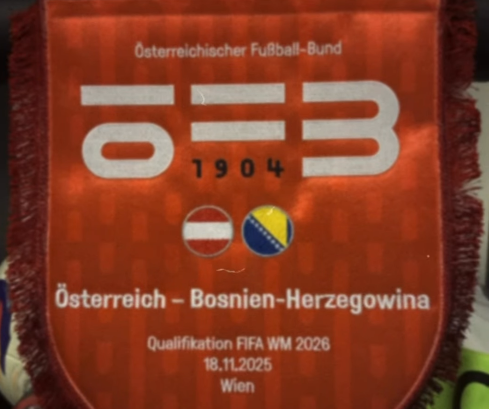 Österreichischer Fußball-Bund
ÖFB
1904
Österreich – Bosnien-Herzegowina
Qualifikation FIFA WM 2026
18.11.2025
Wien